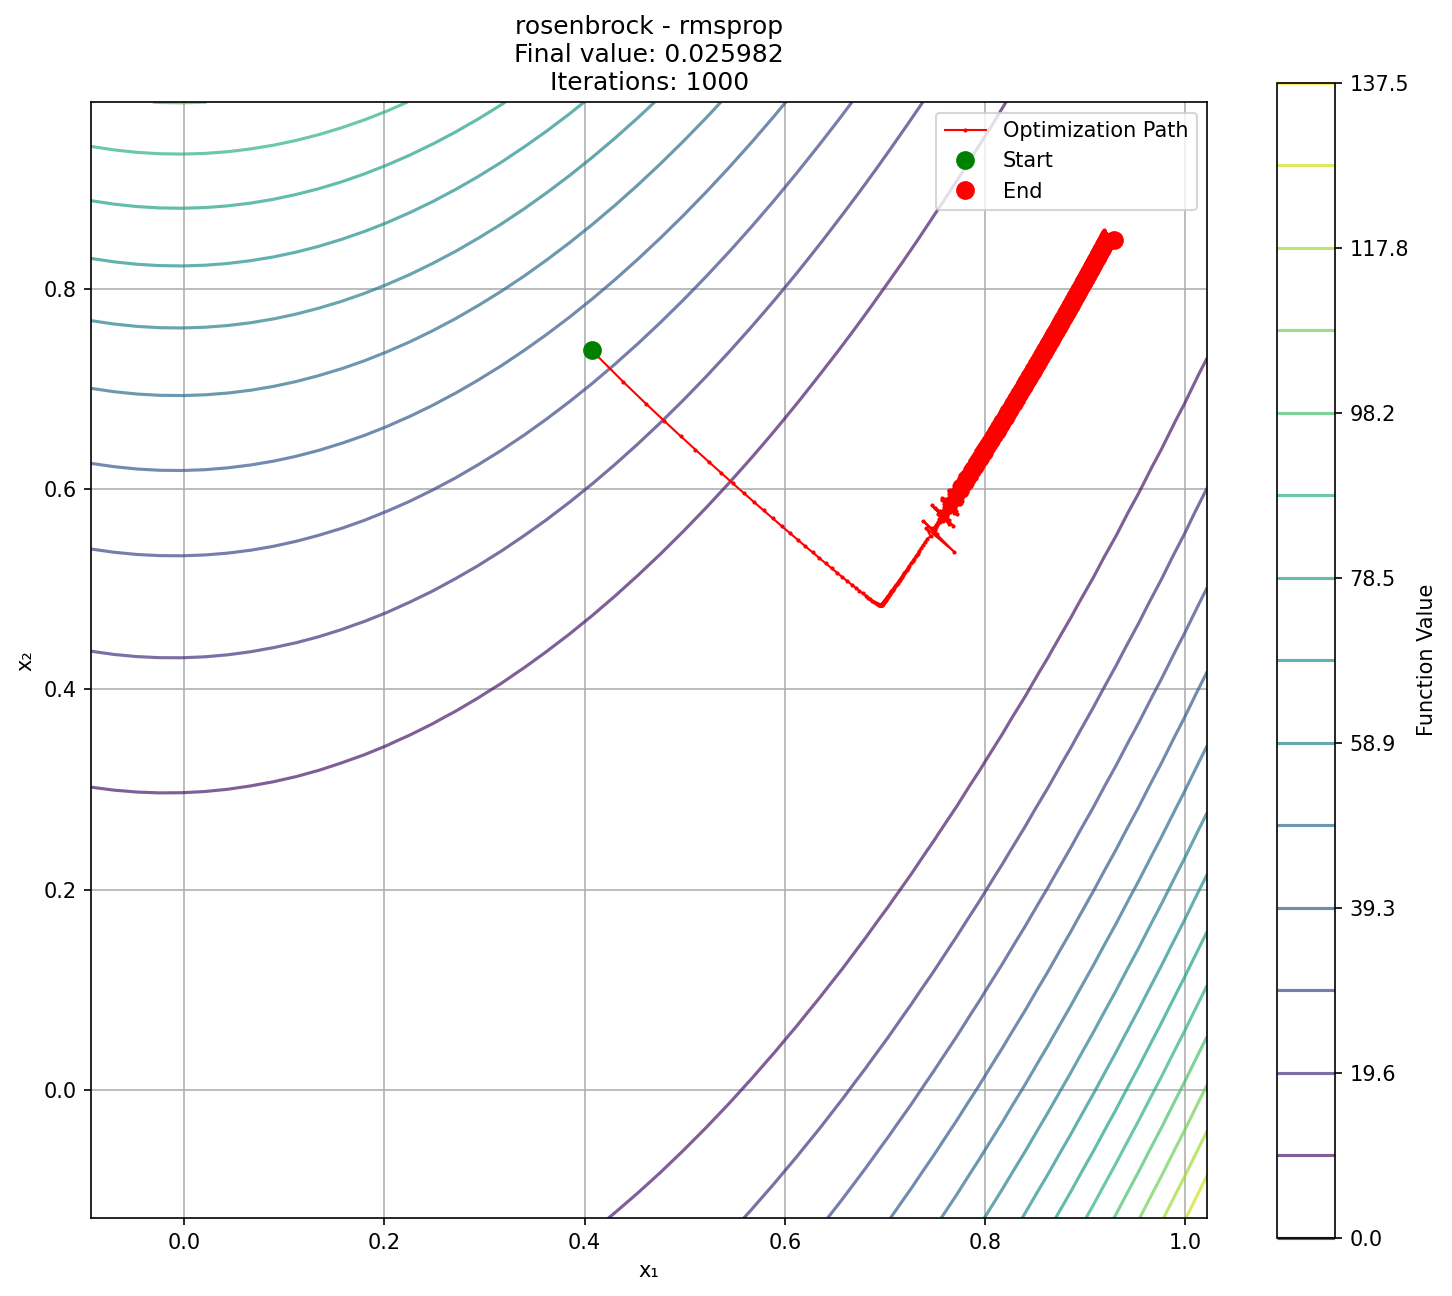 rosenbrock - rmsprop
Final value: 0.025982
Iterations: 1000
Optimization Path
Start
End
0.8
0.6
0.4
0.2
0.0
x₂
0.0
0.2
0.4
0.6
0.8
1.0
x₁
137.5
117.8
98.2
78.5
58.9
39.3
19.6
0.0
Function Value